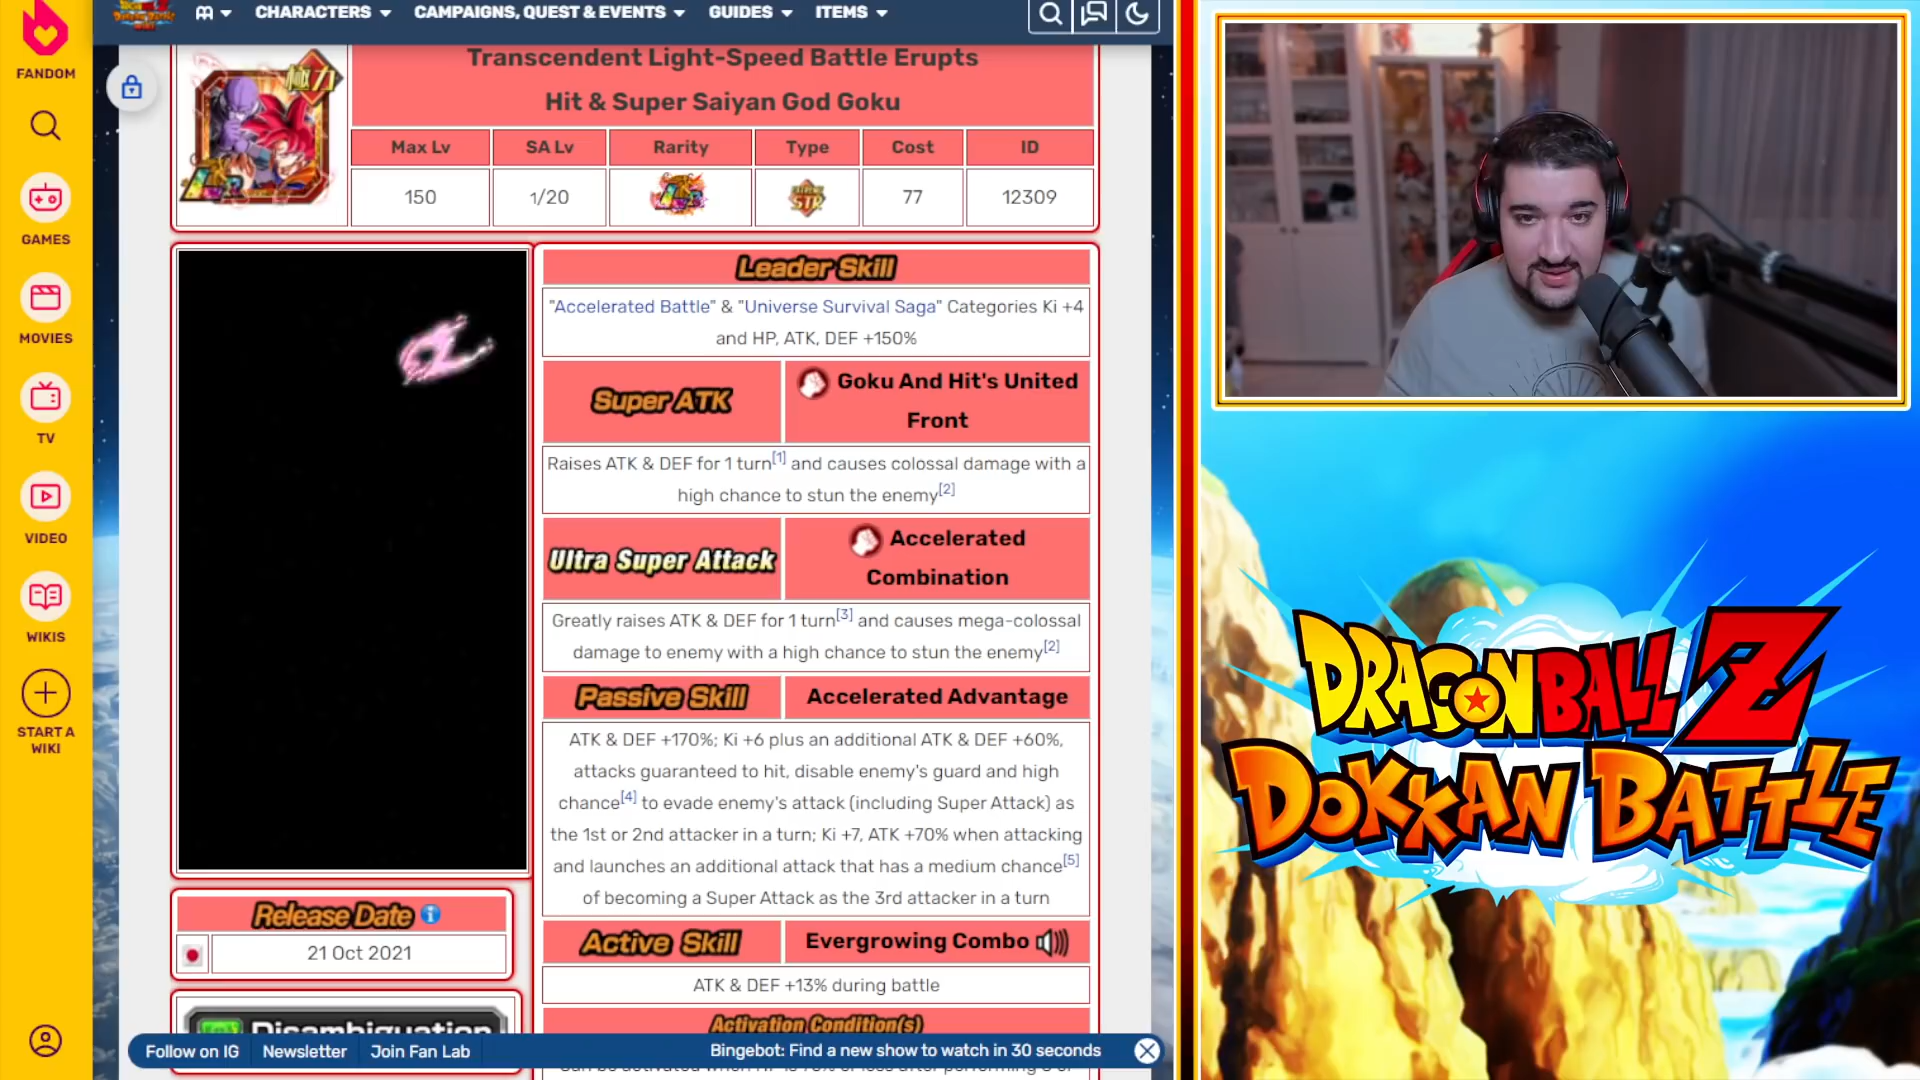 FANDOM
GAMES
MOVIES
TV
VIDEO
WIKIS
START A
WIKI
CHARACTERS
CAMPAIGNS, QUEST & EVENTS
GUIDES
ITEMS
Transcendent Light-Speed Battle Erupts
Hit & Super Saiyan God Goku
Max Lv SA Lv Rarity Type Cost ID
150 1/20 LR STR 77 12309
極 71
LR
Leader Skill
"Accelerated Battle" & "Universe Survival Saga" Categories Ki +4
and HP, ATK, DEF +150%
Super ATK
Goku And Hit's United
Front
Raises ATK & DEF for 1 turn[1] and causes colossal damage with a
high chance to stun the enemy[2]
Ultra Super Attack
Accelerated
Combination
Greatly raises ATK & DEF for 1 turn[3] and causes mega-colossal
damage to enemy with a high chance to stun the enemy[2]
Passive Skill
Accelerated Advantage
ATK & DEF +170%; Ki +6 plus an additional ATK & DEF +60%,
attacks guaranteed to hit, disable enemy's guard and high
chance[4] to evade enemy's attack (including Super Attack) as
the 1st or 2nd attacker in a turn; Ki +7, ATK +70% when attacking
and launches an additional attack that has a medium chance[5]
of becoming a Super Attack as the 3rd attacker in a turn
Active Skill
Evergrowing Combo
ATK & DEF +13% during battle
Activation Condition(s)
Release Date
21 Oct 2021
Disambiguation
Follow on IG
Newsletter
Join Fan Lab
Bingebot: Find a new show to watch in 30 seconds
DRAGON BALL Z
DOKKAN BATTLE